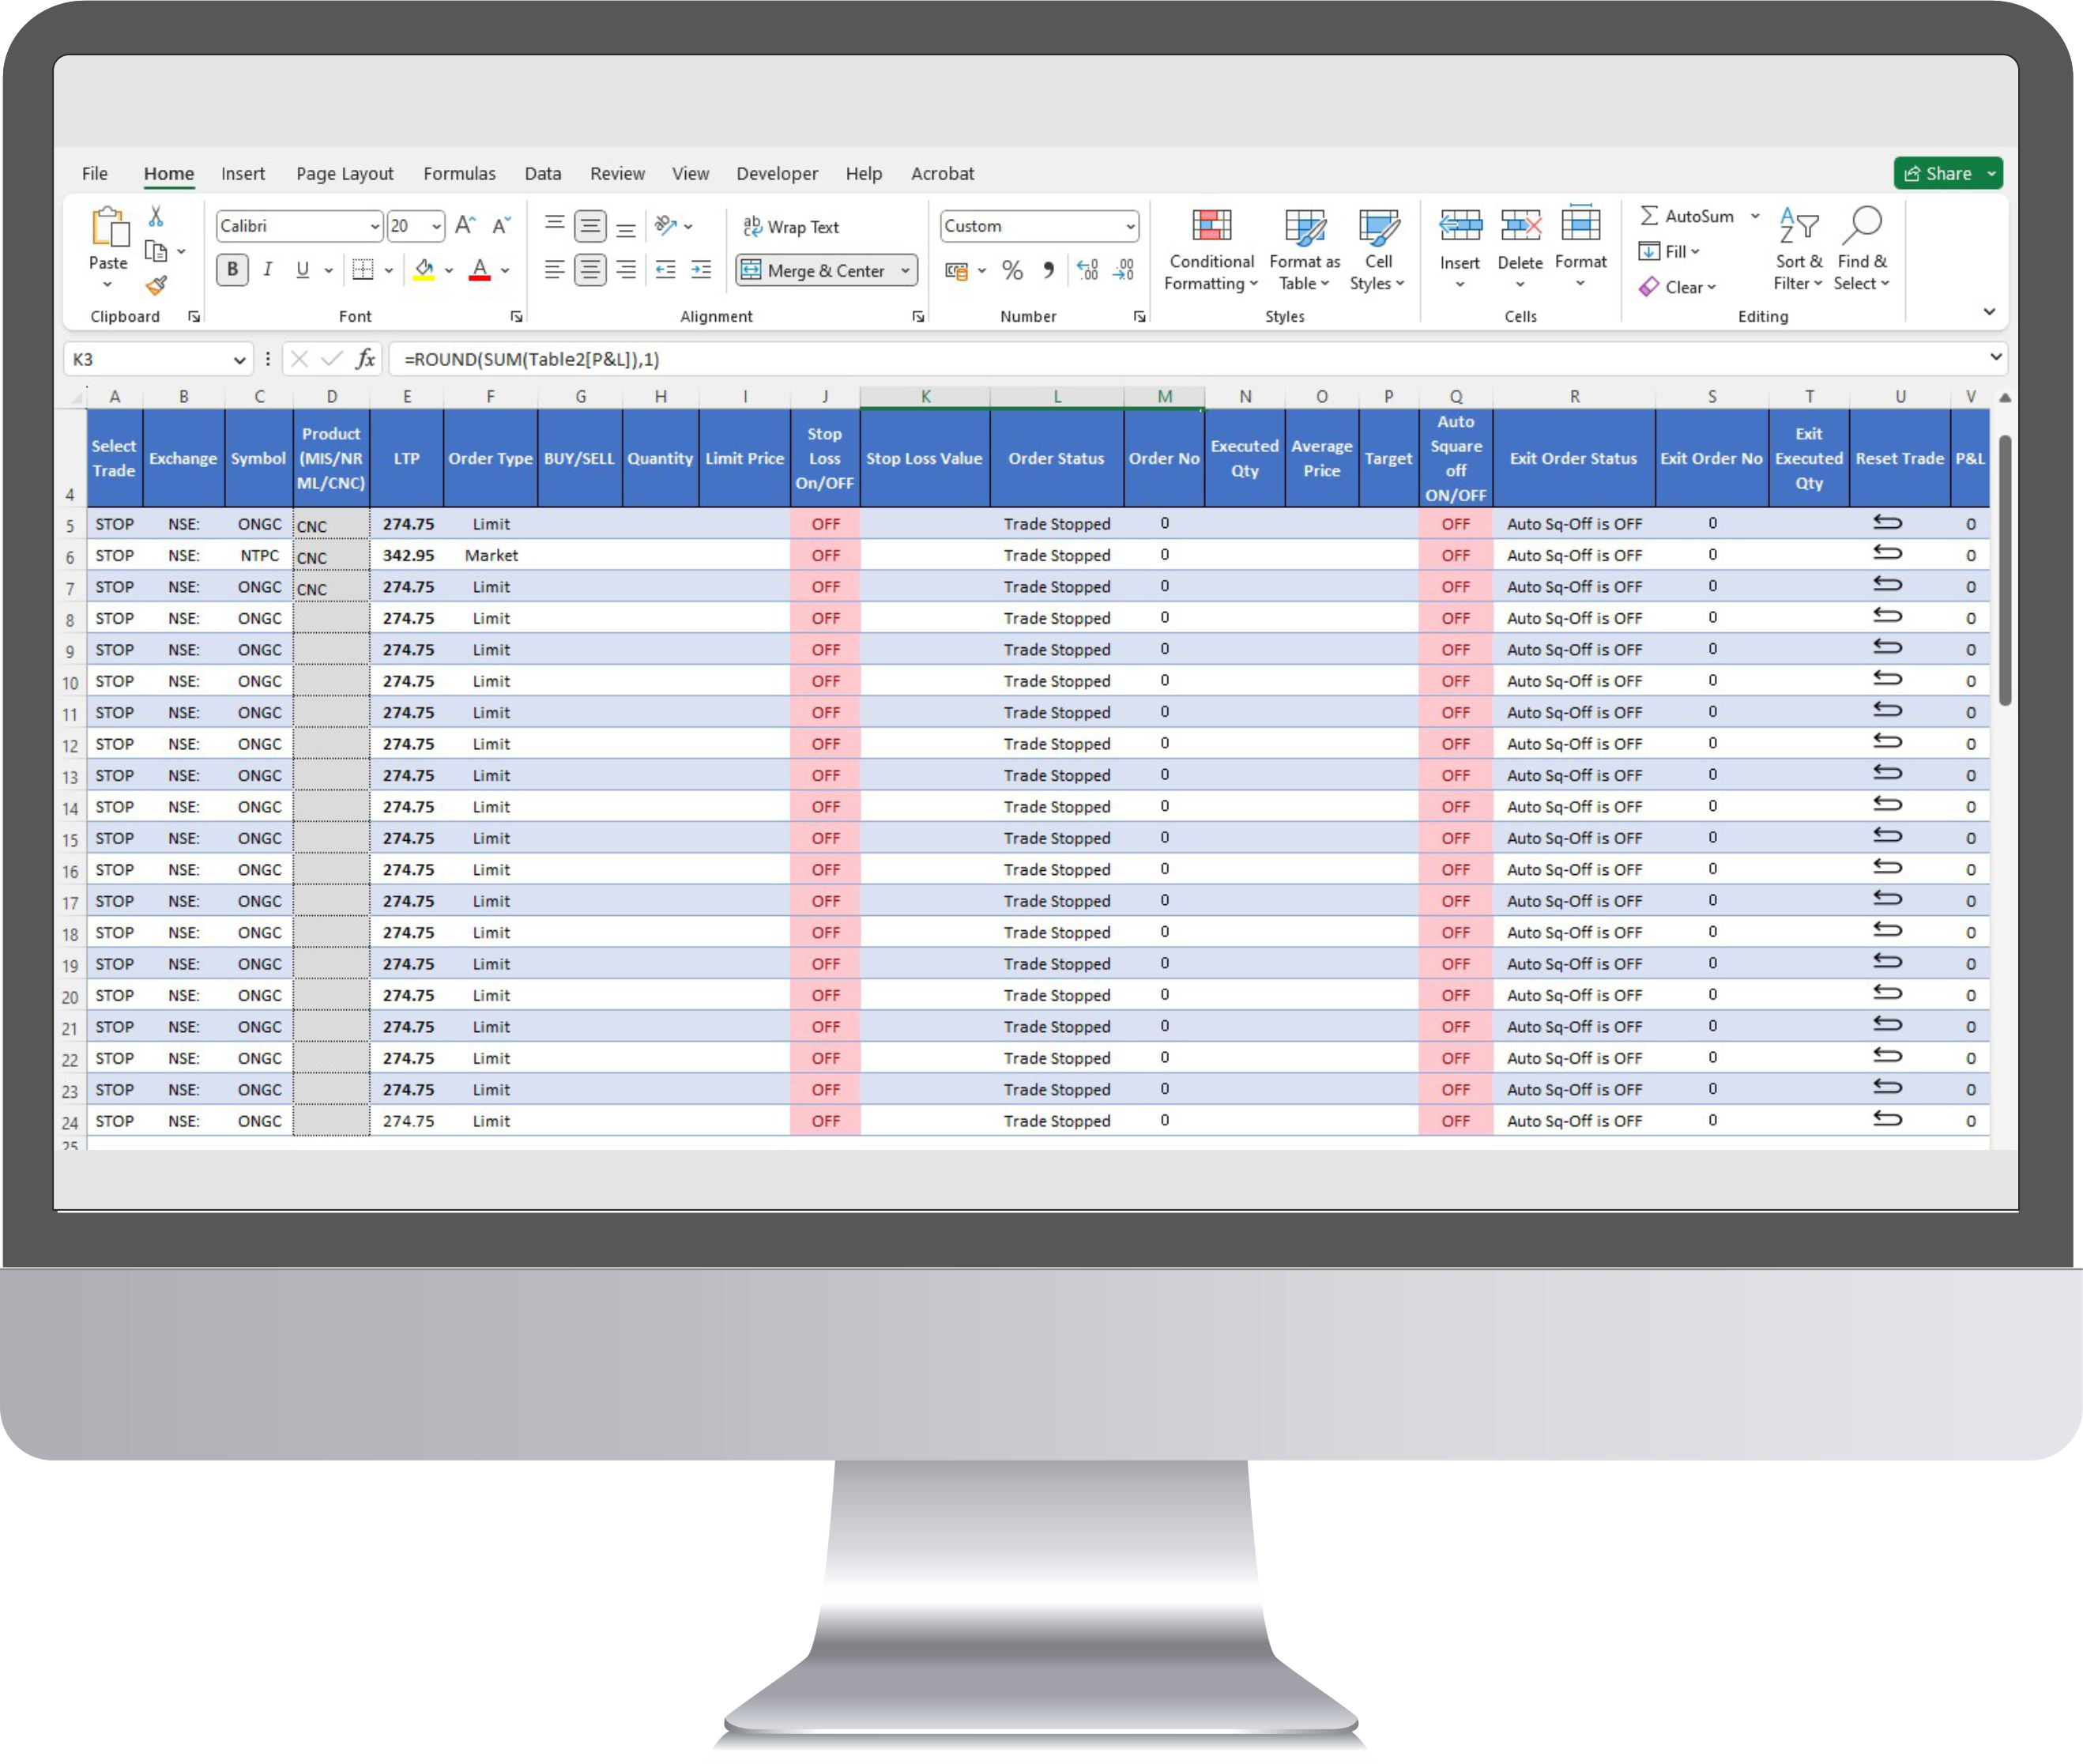 File Home Insert Page Layout Formulas Data Review View Developer Help Acrobat Share
Paste
Clipboard
Calibri 20
B I U
Font
Wrap Text
Merge & Center
Alignment
Custom
% 9
Number
Conditional Formatting
Format as Table
Cell Styles
Styles
Insert Delete Format
Cells
AutoSum
Fill
Clear
Sort & Filter
Find & Select
Editing
K3 fx =ROUND(SUM(Table2[P&L]),1)
A B C D E F G H I J K L M N O P Q R S T U V
4 Select Trade Exchange Symbol Product (MIS/NR ML/CNC) LTP Order Type BUY/SELL Quantity Limit Price Stop Loss On/OFF Stop Loss Value Order Status Order No Executed Qty Average Price Target Auto Square off ON/OFF Exit Order Status Exit Order No Exit Executed Qty Reset Trade P&L
5 STOP NSE: ONGC CNC 274.75 Limit OFF Trade Stopped 0 OFF Auto Sq-Off is OFF 0 0
6 STOP NSE: NTPC CNC 342.95 Market OFF Trade Stopped 0 OFF Auto Sq-Off is OFF 0 0
7 STOP NSE: ONGC CNC 274.75 Limit OFF Trade Stopped 0 OFF Auto Sq-Off is OFF 0 0
8 STOP NSE: ONGC 274.75 Limit OFF Trade Stopped 0 OFF Auto Sq-Off is OFF 0 0
9 STOP NSE: ONGC 274.75 Limit OFF Trade Stopped 0 OFF Auto Sq-Off is OFF 0 0
10 STOP NSE: ONGC 274.75 Limit OFF Trade Stopped 0 OFF Auto Sq-Off is OFF 0 0
11 STOP NSE: ONGC 274.75 Limit OFF Trade Stopped 0 OFF Auto Sq-Off is OFF 0 0
12 STOP NSE: ONGC 274.75 Limit OFF Trade Stopped 0 OFF Auto Sq-Off is OFF 0 0
13 STOP NSE: ONGC 274.75 Limit OFF Trade Stopped 0 OFF Auto Sq-Off is OFF 0 0
14 STOP NSE: ONGC 274.75 Limit OFF Trade Stopped 0 OFF Auto Sq-Off is OFF 0 0
15 STOP NSE: ONGC 274.75 Limit OFF Trade Stopped 0 OFF Auto Sq-Off is OFF 0 0
16 STOP NSE: ONGC 274.75 Limit OFF Trade Stopped 0 OFF Auto Sq-Off is OFF 0 0
17 STOP NSE: ONGC 274.75 Limit OFF Trade Stopped 0 OFF Auto Sq-Off is OFF 0 0
18 STOP NSE: ONGC 274.75 Limit OFF Trade Stopped 0 OFF Auto Sq-Off is OFF 0 0
19 STOP NSE: ONGC 274.75 Limit OFF Trade Stopped 0 OFF Auto Sq-Off is OFF 0 0
20 STOP NSE: ONGC 274.75 Limit OFF Trade Stopped 0 OFF Auto Sq-Off is OFF 0 0
21 STOP NSE: ONGC 274.75 Limit OFF Trade Stopped 0 OFF Auto Sq-Off is OFF 0 0
22 STOP NSE: ONGC 274.75 Limit OFF Trade Stopped 0 OFF Auto Sq-Off is OFF 0 0
23 STOP NSE: ONGC 274.75 Limit OFF Trade Stopped 0 OFF Auto Sq-Off is OFF 0 0
24 STOP NSE: ONGC 274.75 Limit OFF Trade Stopped 0 OFF Auto Sq-Off is OFF 0 0
25